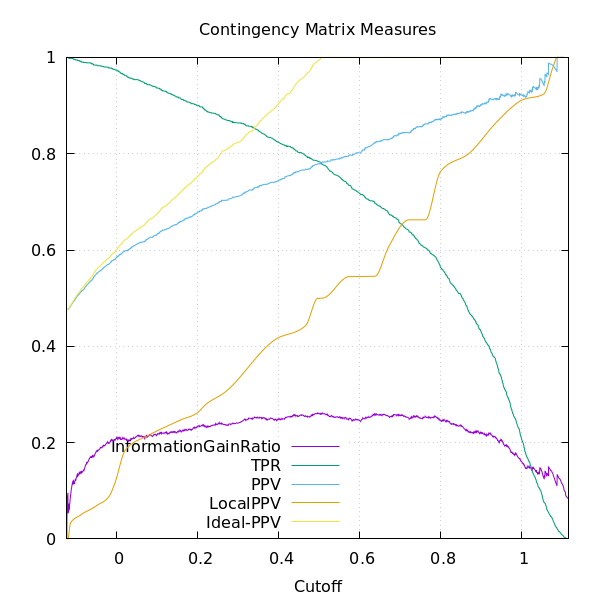 Contingency Matrix Measures
1
0.8
0.6
0.4
0.2
0
InformationGainRatio
TPR
PPV
LocalPPV
Ideal-PPV
0 0.2 0.4 0.6 0.8 1
Cutoff